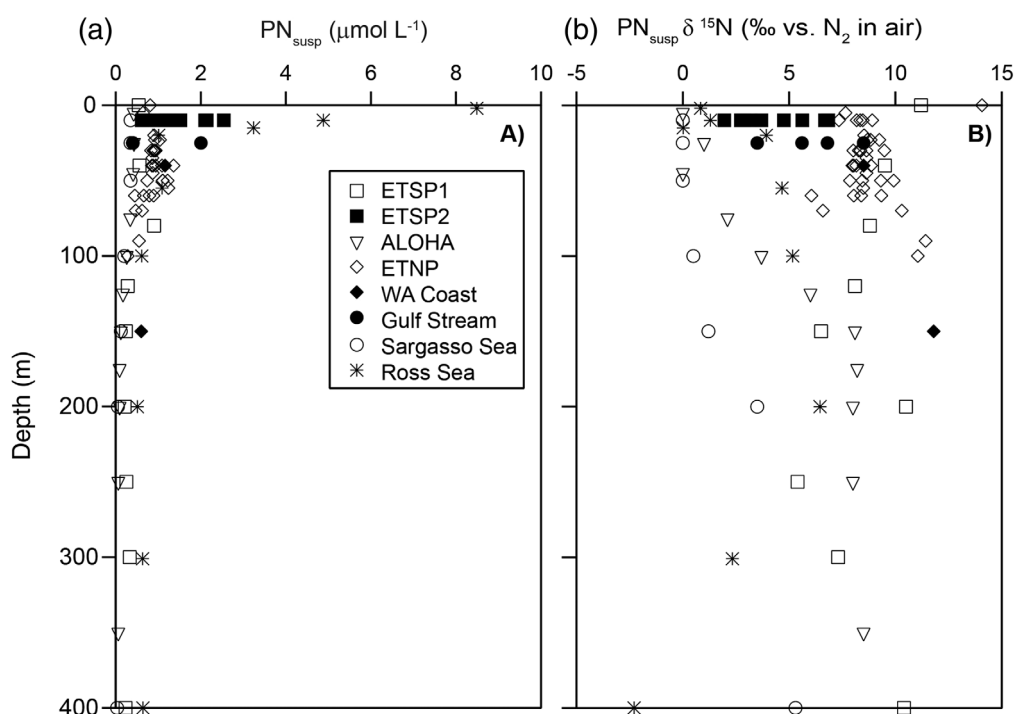 (a) PNsusp (μmol L-1)
0 2 4 6 8 10
(b) PNsusp δ 15N (‰ vs. N2 in air)
-5 0 5 10 15
Depth (m)
0
100
200
300
400
A)
B)
ETSP1
ETSP2
ALOHA
ETNP
WA Coast
Gulf Stream
Sargasso Sea
Ross Sea